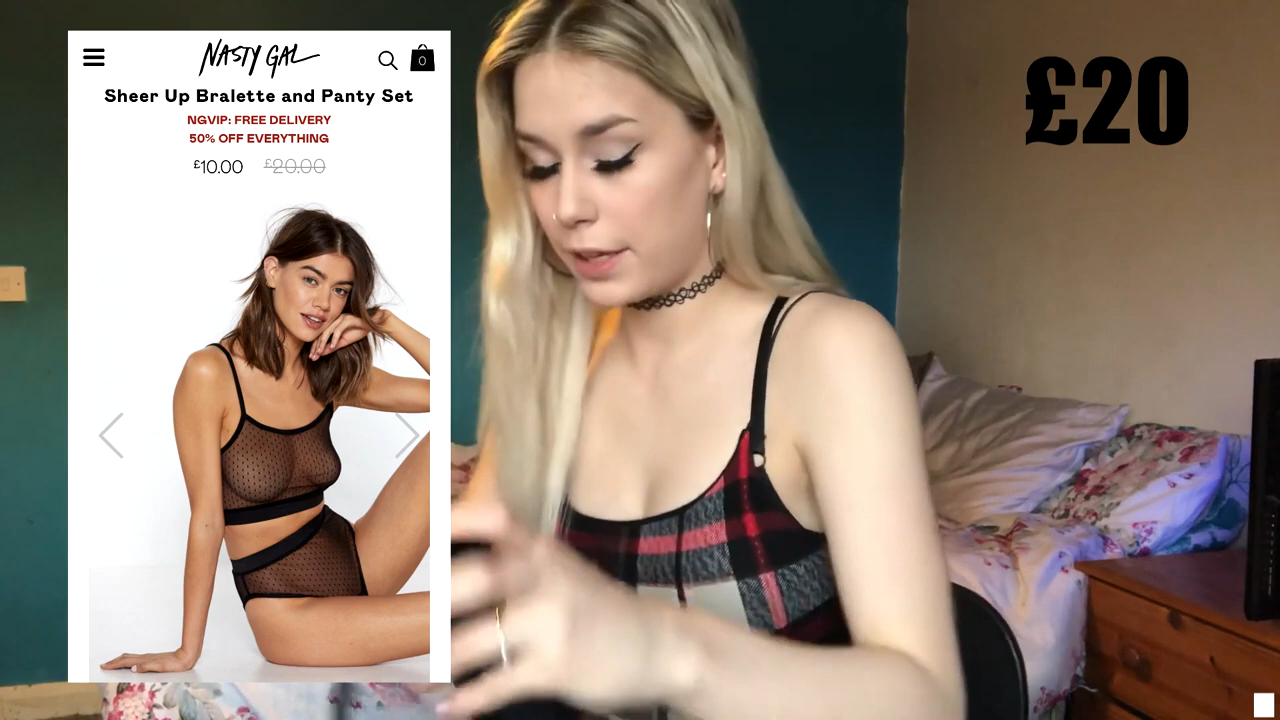 NASTY GAL
0
Sheer Up Bralette and Panty Set
NGVIP: FREE DELIVERY
50% OFF EVERYTHING
£10.00 £20.00
£20